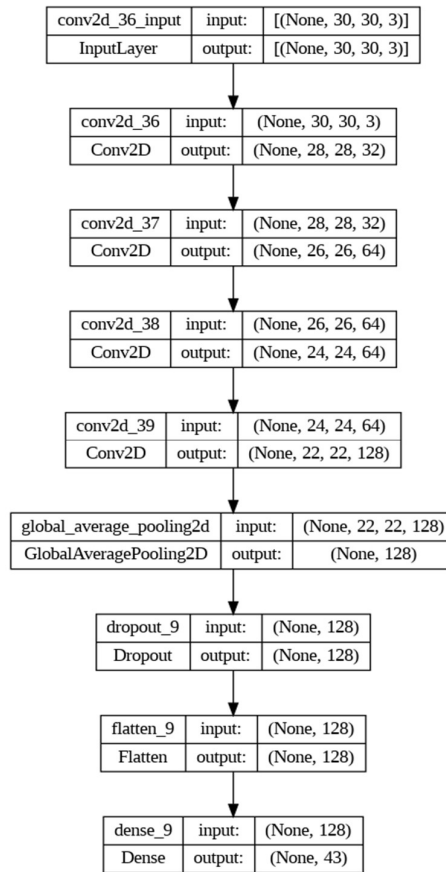 conv2d_36_input input: [(None, 30, 30, 3)]
InputLayer output: [(None, 30, 30, 3)]
conv2d_36 input: (None, 30, 30, 3)
Conv2D output: (None, 28, 28, 32)
conv2d_37 input: (None, 28, 28, 32)
Conv2D output: (None, 26, 26, 64)
conv2d_38 input: (None, 26, 26, 64)
Conv2D output: (None, 24, 24, 64)
conv2d_39 input: (None, 24, 24, 64)
Conv2D output: (None, 22, 22, 128)
global_average_pooling2d input: (None, 22, 22, 128)
GlobalAveragePooling2D output: (None, 128)
dropout_9 input: (None, 128)
Dropout output: (None, 128)
flatten_9 input: (None, 128)
Flatten output: (None, 128)
dense_9 input: (None, 128)
Dense output: (None, 43)